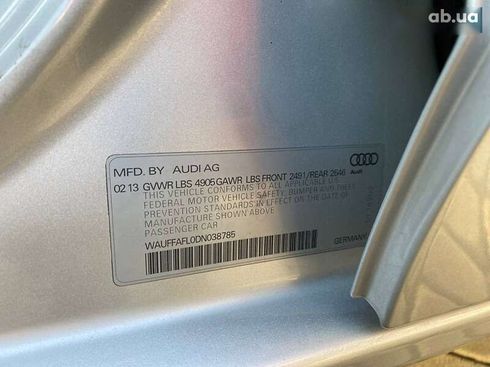 ab.ua
MFD. BY AUDI AG
02 13 GVWR LBS 4905 GAWR LBS FRONT 2491/REAR 2646
Audi
THIS VEHICLE CONFORMS TO ALL APPLICABLE U.S.
FEDERAL MOTOR VEHICLE SAFETY, BUMPER AND THEFT
PREVENTION STANDARDS IN EFFECT ON THE DATE OF
MANUFACTURE SHOWN ABOVE.
PASSENGER CAR
WAUFFAFL0DN038785
GERMANY